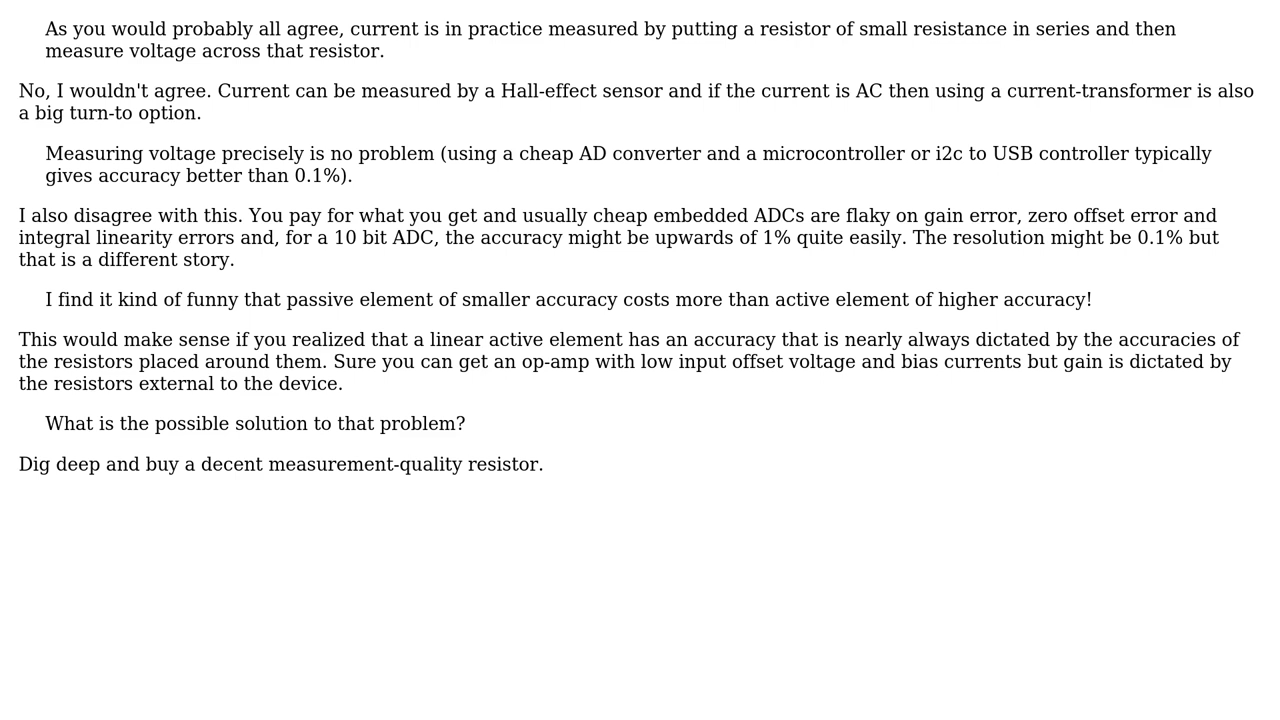 As you would probably all agree, current is in practice measured by putting a resistor of small resistance in series and then
measure voltage across that resistor.
No, I wouldn't agree. Current can be measured by a Hall-effect sensor and if the current is AC then using a current-transformer is also
a big turn-to option.
Measuring voltage precisely is no problem (using a cheap AD converter and a microcontroller or i2c to USB controller typically
gives accuracy better than 0.1%).
I also disagree with this. You pay for what you get and usually cheap embedded ADCs are flaky on gain error, zero offset error and
integral linearity errors and, for a 10 bit ADC, the accuracy might be upwards of 1% quite easily. The resolution might be 0.1% but
that is a different story.
I find it kind of funny that passive element of smaller accuracy costs more than active element of higher accuracy!
This would make sense if you realized that a linear active element has an accuracy that is nearly always dictated by the accuracies of
the resistors placed around them. Sure you can get an op-amp with low input offset voltage and bias currents but gain is dictated by
the resistors external to the device.
What is the possible solution to that problem?
Dig deep and buy a decent measurement-quality resistor.